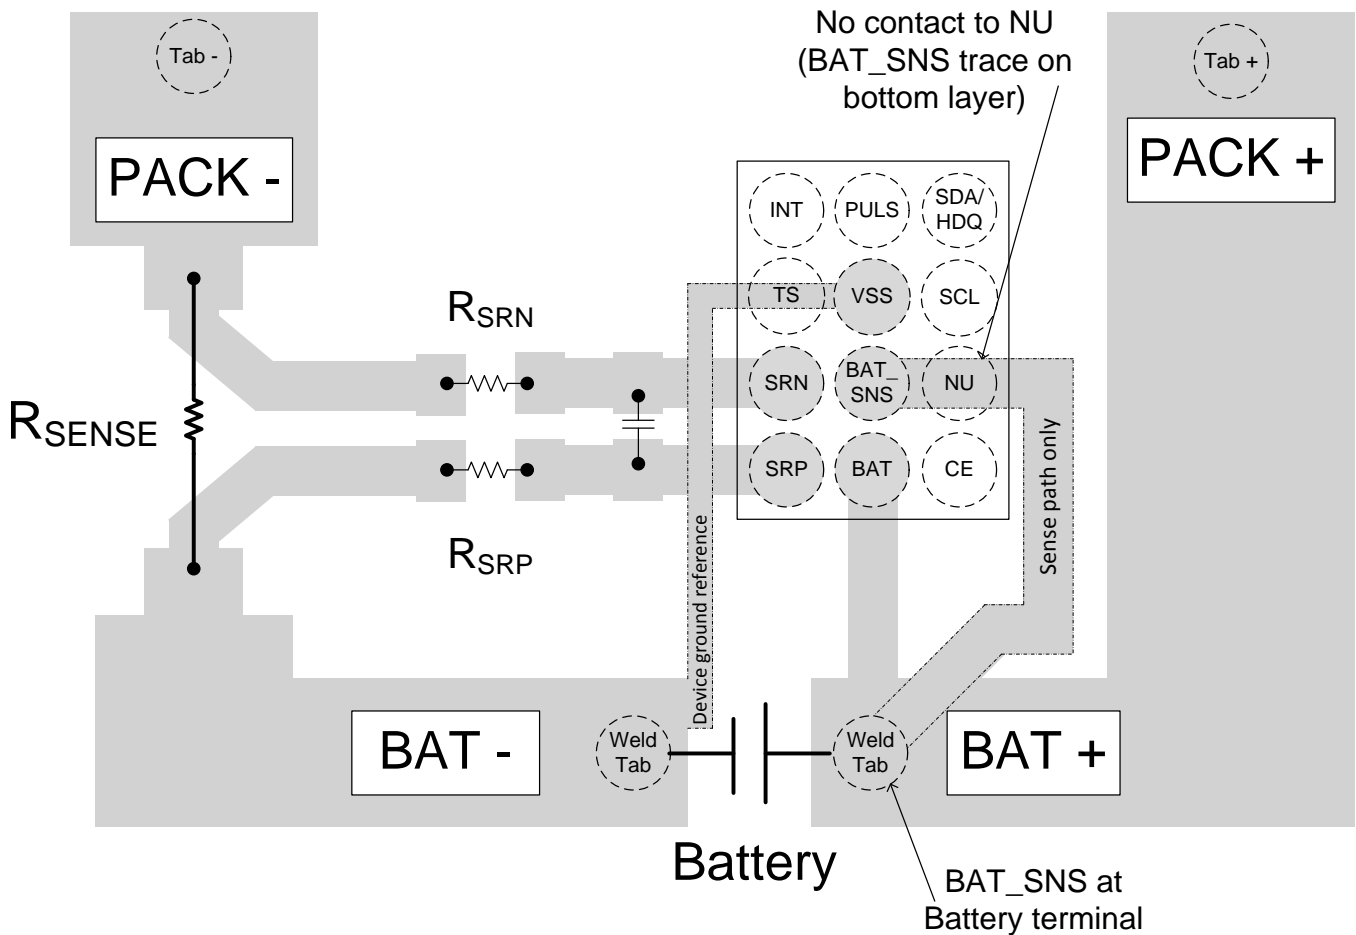 No contact to NU
(BAT_SNS trace on
bottom layer)
Tab -
Tab +
PACK -
PACK +
INT
PULS
SDA/
HDQ
TS
VSS
SCL
RSRN
SRN
BAT_
SNS
NU
RSENSE
SRP
BAT
CE
RSRP
Device ground reference
Sense path only
BAT -
Weld
Tab
Weld
Tab
BAT +
Battery
BAT_SNS at
Battery terminal